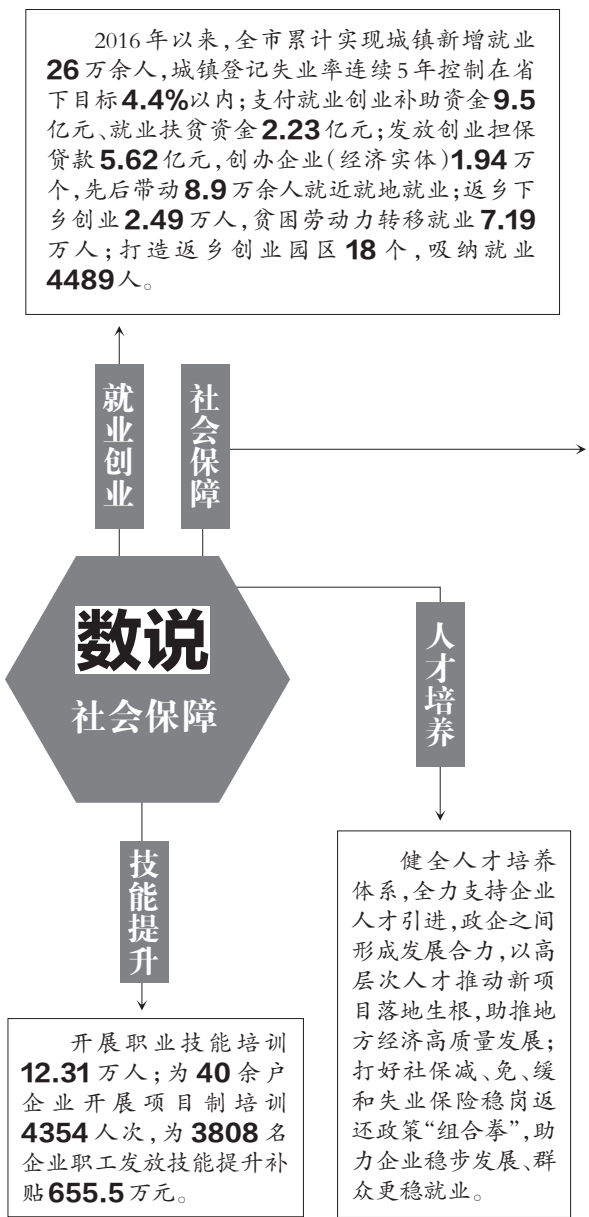 2016年以来,全市累计实现城镇新增就业
26万余人,城镇登记失业率连续5年控制在省
下目标4.4%以内;支付就业创业补助资金9.5
亿元、就业扶贫资金2.23亿元;发放创业担保
贷款5.62亿元,创办企业(经济实体)1.94万
个,先后带动8.9万余人就近就地就业;返乡下
乡创业2.49万人,贫困劳动力转移就业7.19
万人;打造返乡创业园区18个,吸纳就业
4489人。
就业创业
社会保障
数说
社会保障
人才培养
技能提升
开展职业技能培训
12.31万人;为40余户
企业开展项目制培训
4354人次,为3808名
企业职工发放技能提升补
贴655.5万元。
健全人才培养
体系,全力支持企业
人才引进,政企之间
形成发展合力,以高
层次人才推动新项
目落地生根,助推地
方经济高质量发展;
打好社保减、免、缓
和失业保险稳岗返
还政策“组合拳”,助
力企业稳步发展、群
众更稳就业。